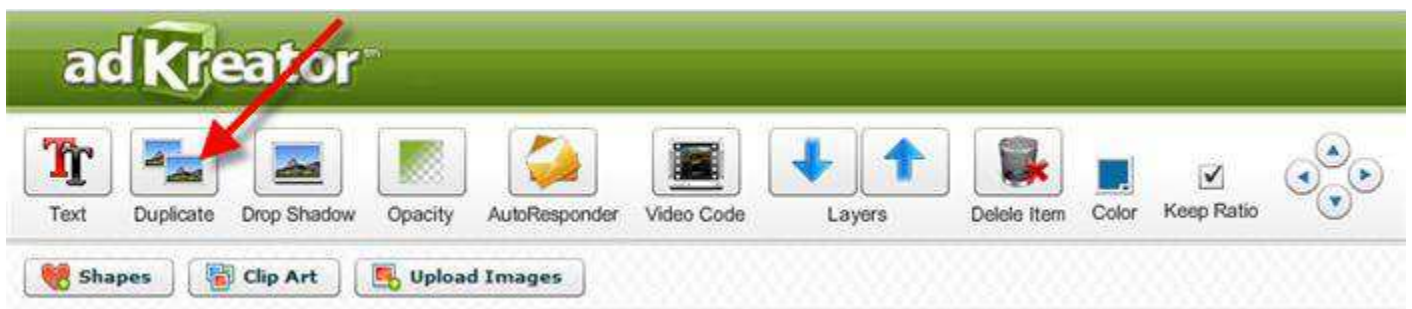 adKreator
Text Duplicate Drop Shadow Opacity AutoResponder Video Code Layers Delele Item Color Keep Ratio
Shapes Clip Art Upload Images